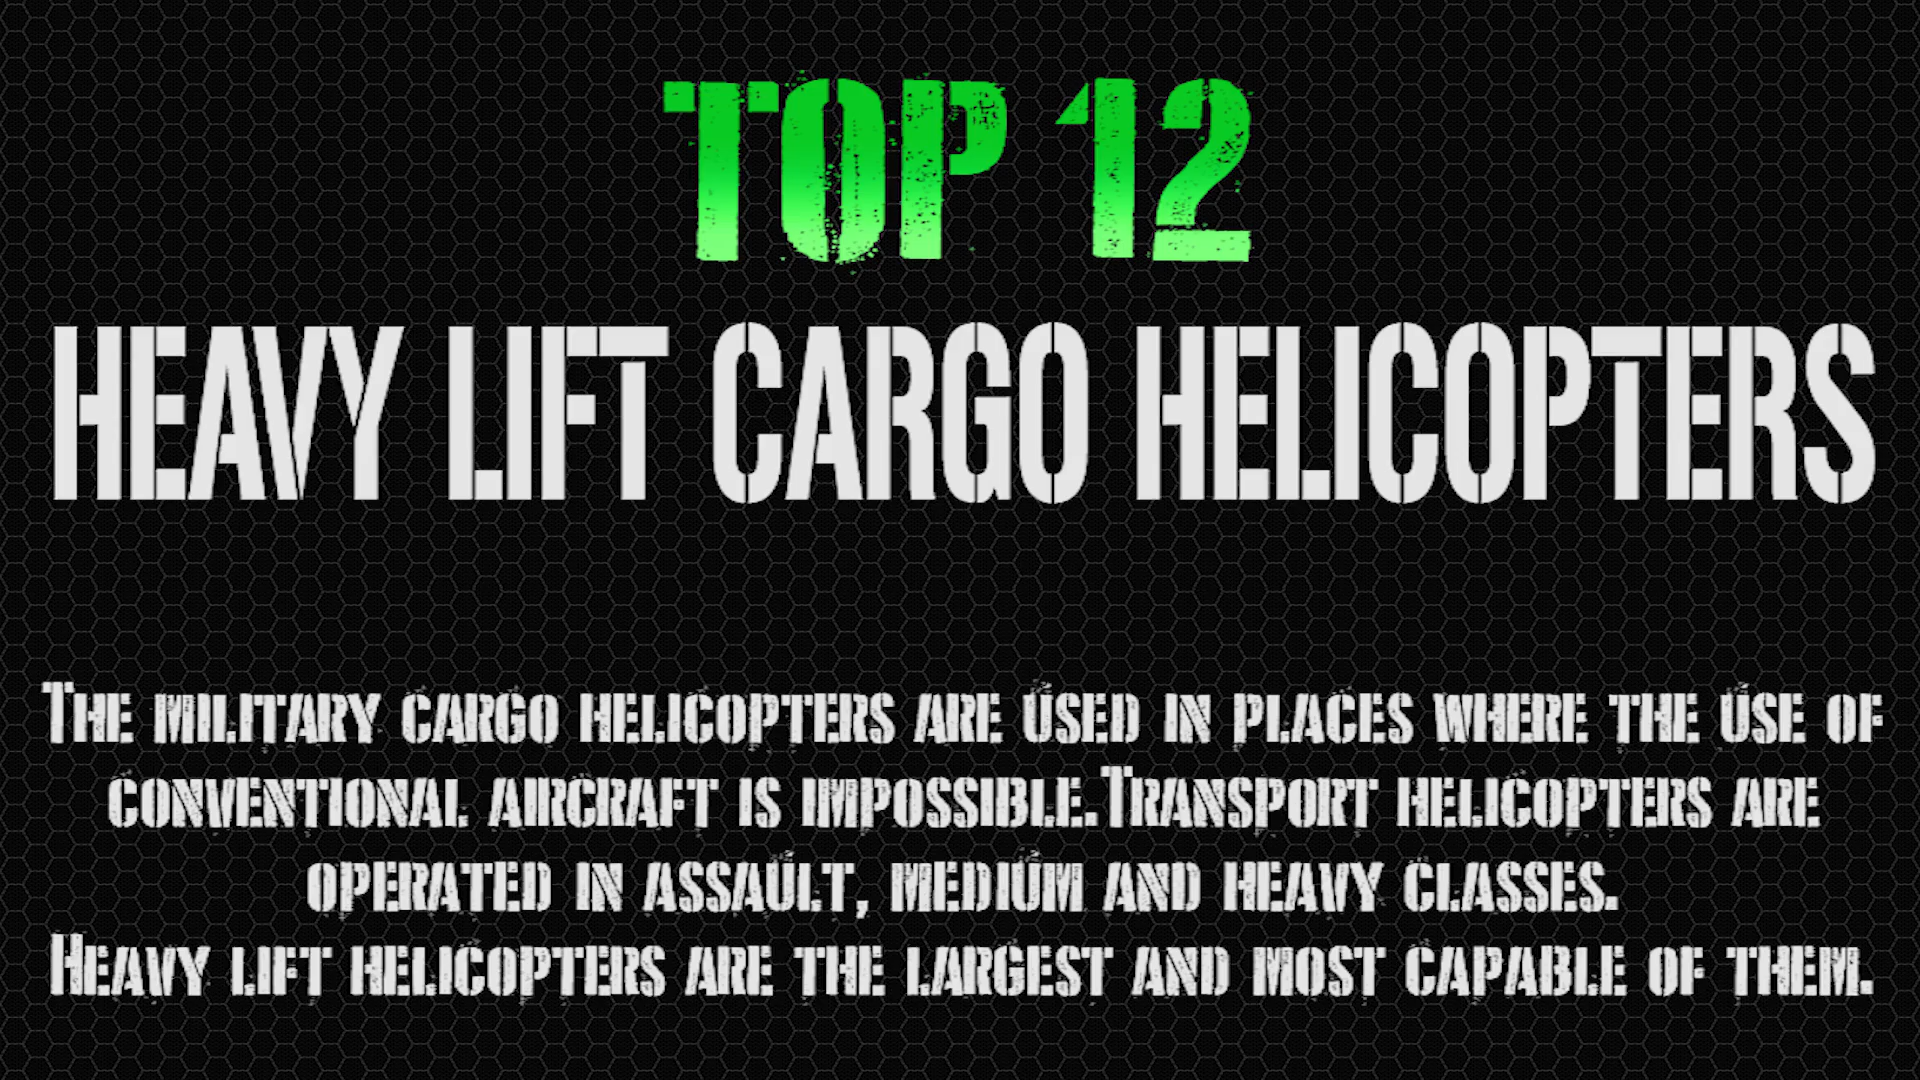 TOP 12
HEAVY LIFT CARGO HELICOPTERS
The military cargo helicopters are used in places where the use of
conventional aircraft is impossible.Transport helicopters are
operated in assault, medium and heavy classes.
Heavy lift helicopters are the largest and most capable of them.